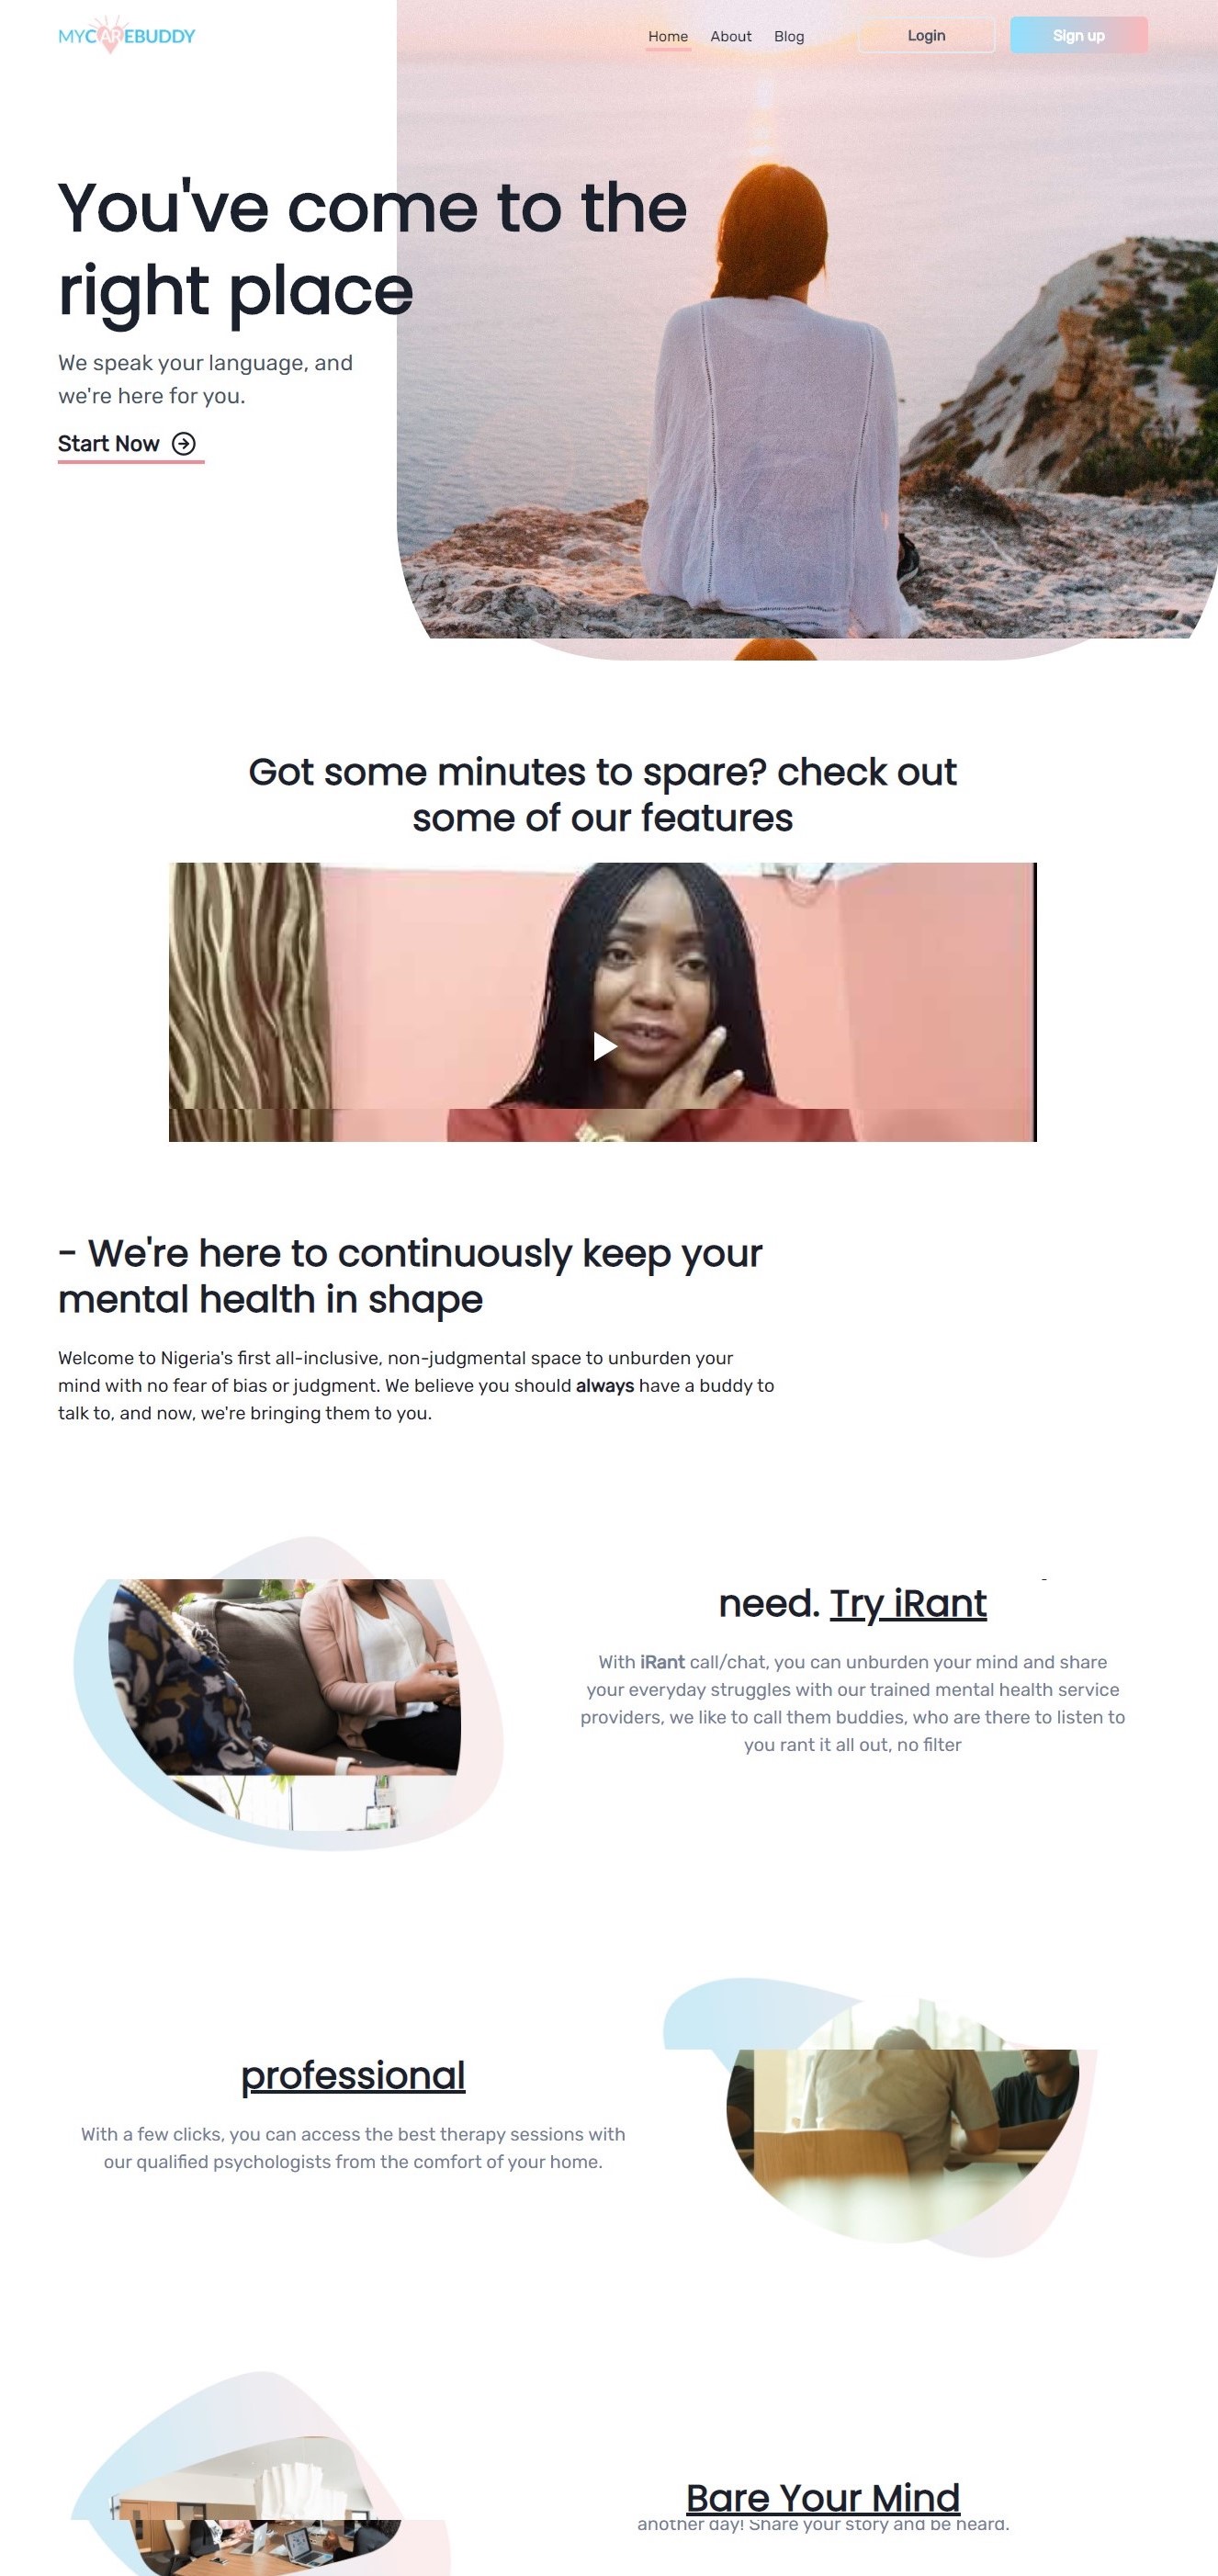 MYCAREBUDDY
Home About Blog Login Sign up
You've come to the
right place
We speak your language, and
we're here for you.
Start Now
Got some minutes to spare? check out
some of our features
- We're here to continuously keep your
mental health in shape
Welcome to Nigeria's first all-inclusive, non-judgmental space to unburden your
mind with no fear of bias or judgment. We believe you should always have a buddy to
talk to, and now, we're bringing them to you.
need. Try iRant
With iRant call/chat, you can unburden your mind and share
your everyday struggles with our trained mental health service
providers, we like to call them buddies, who are there to listen to
you rant it all out, no filter
professional
With a few clicks, you can access the best therapy sessions with
our qualified psychologists from the comfort of your home.
Bare Your Mind
another day! Share your story and be heard.